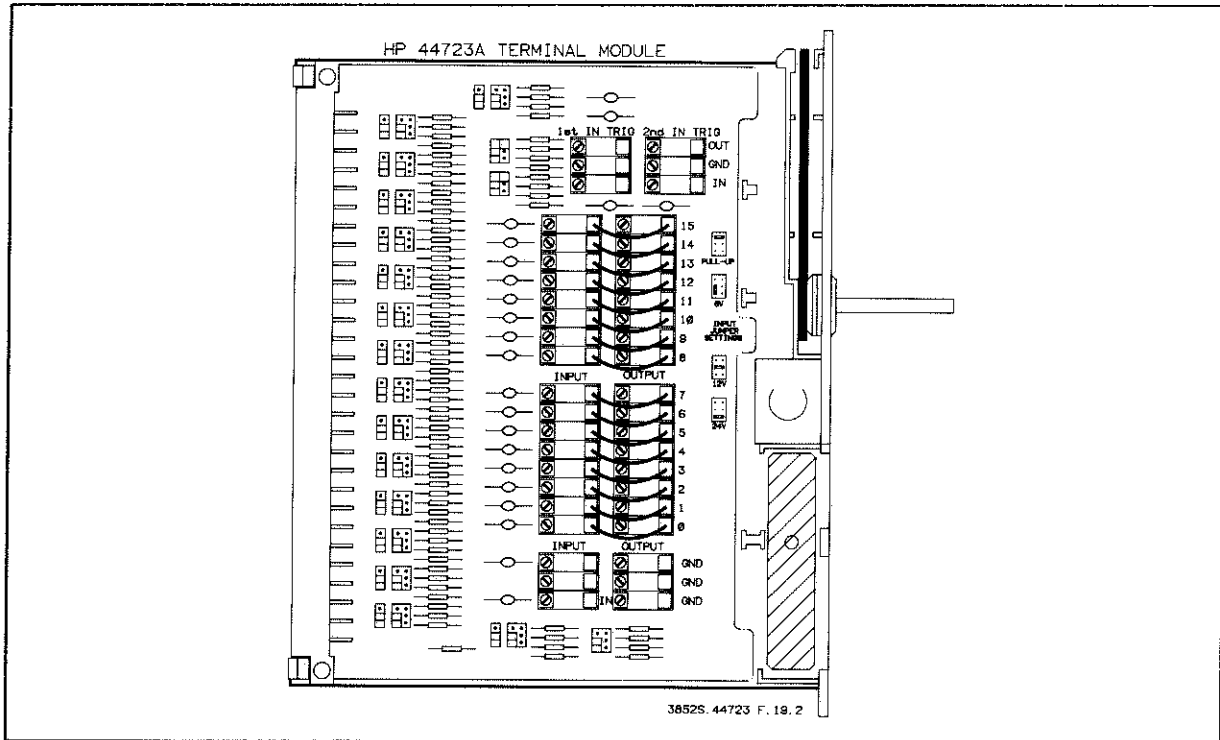 HP 44723A TERMINAL MODULE
1st IN TRIG 2nd IN TRIG
OUT
GND
IN
15
14
13
12
11
10
9
8
PULL-UP
5V
INPUT
JUMPER
SETTINGS
12V
24V
INPUT OUTPUT
7
6
5
4
3
2
1
0
INPUT OUTPUT
GND
GND
IN GND
3852S.44723 F.19.2